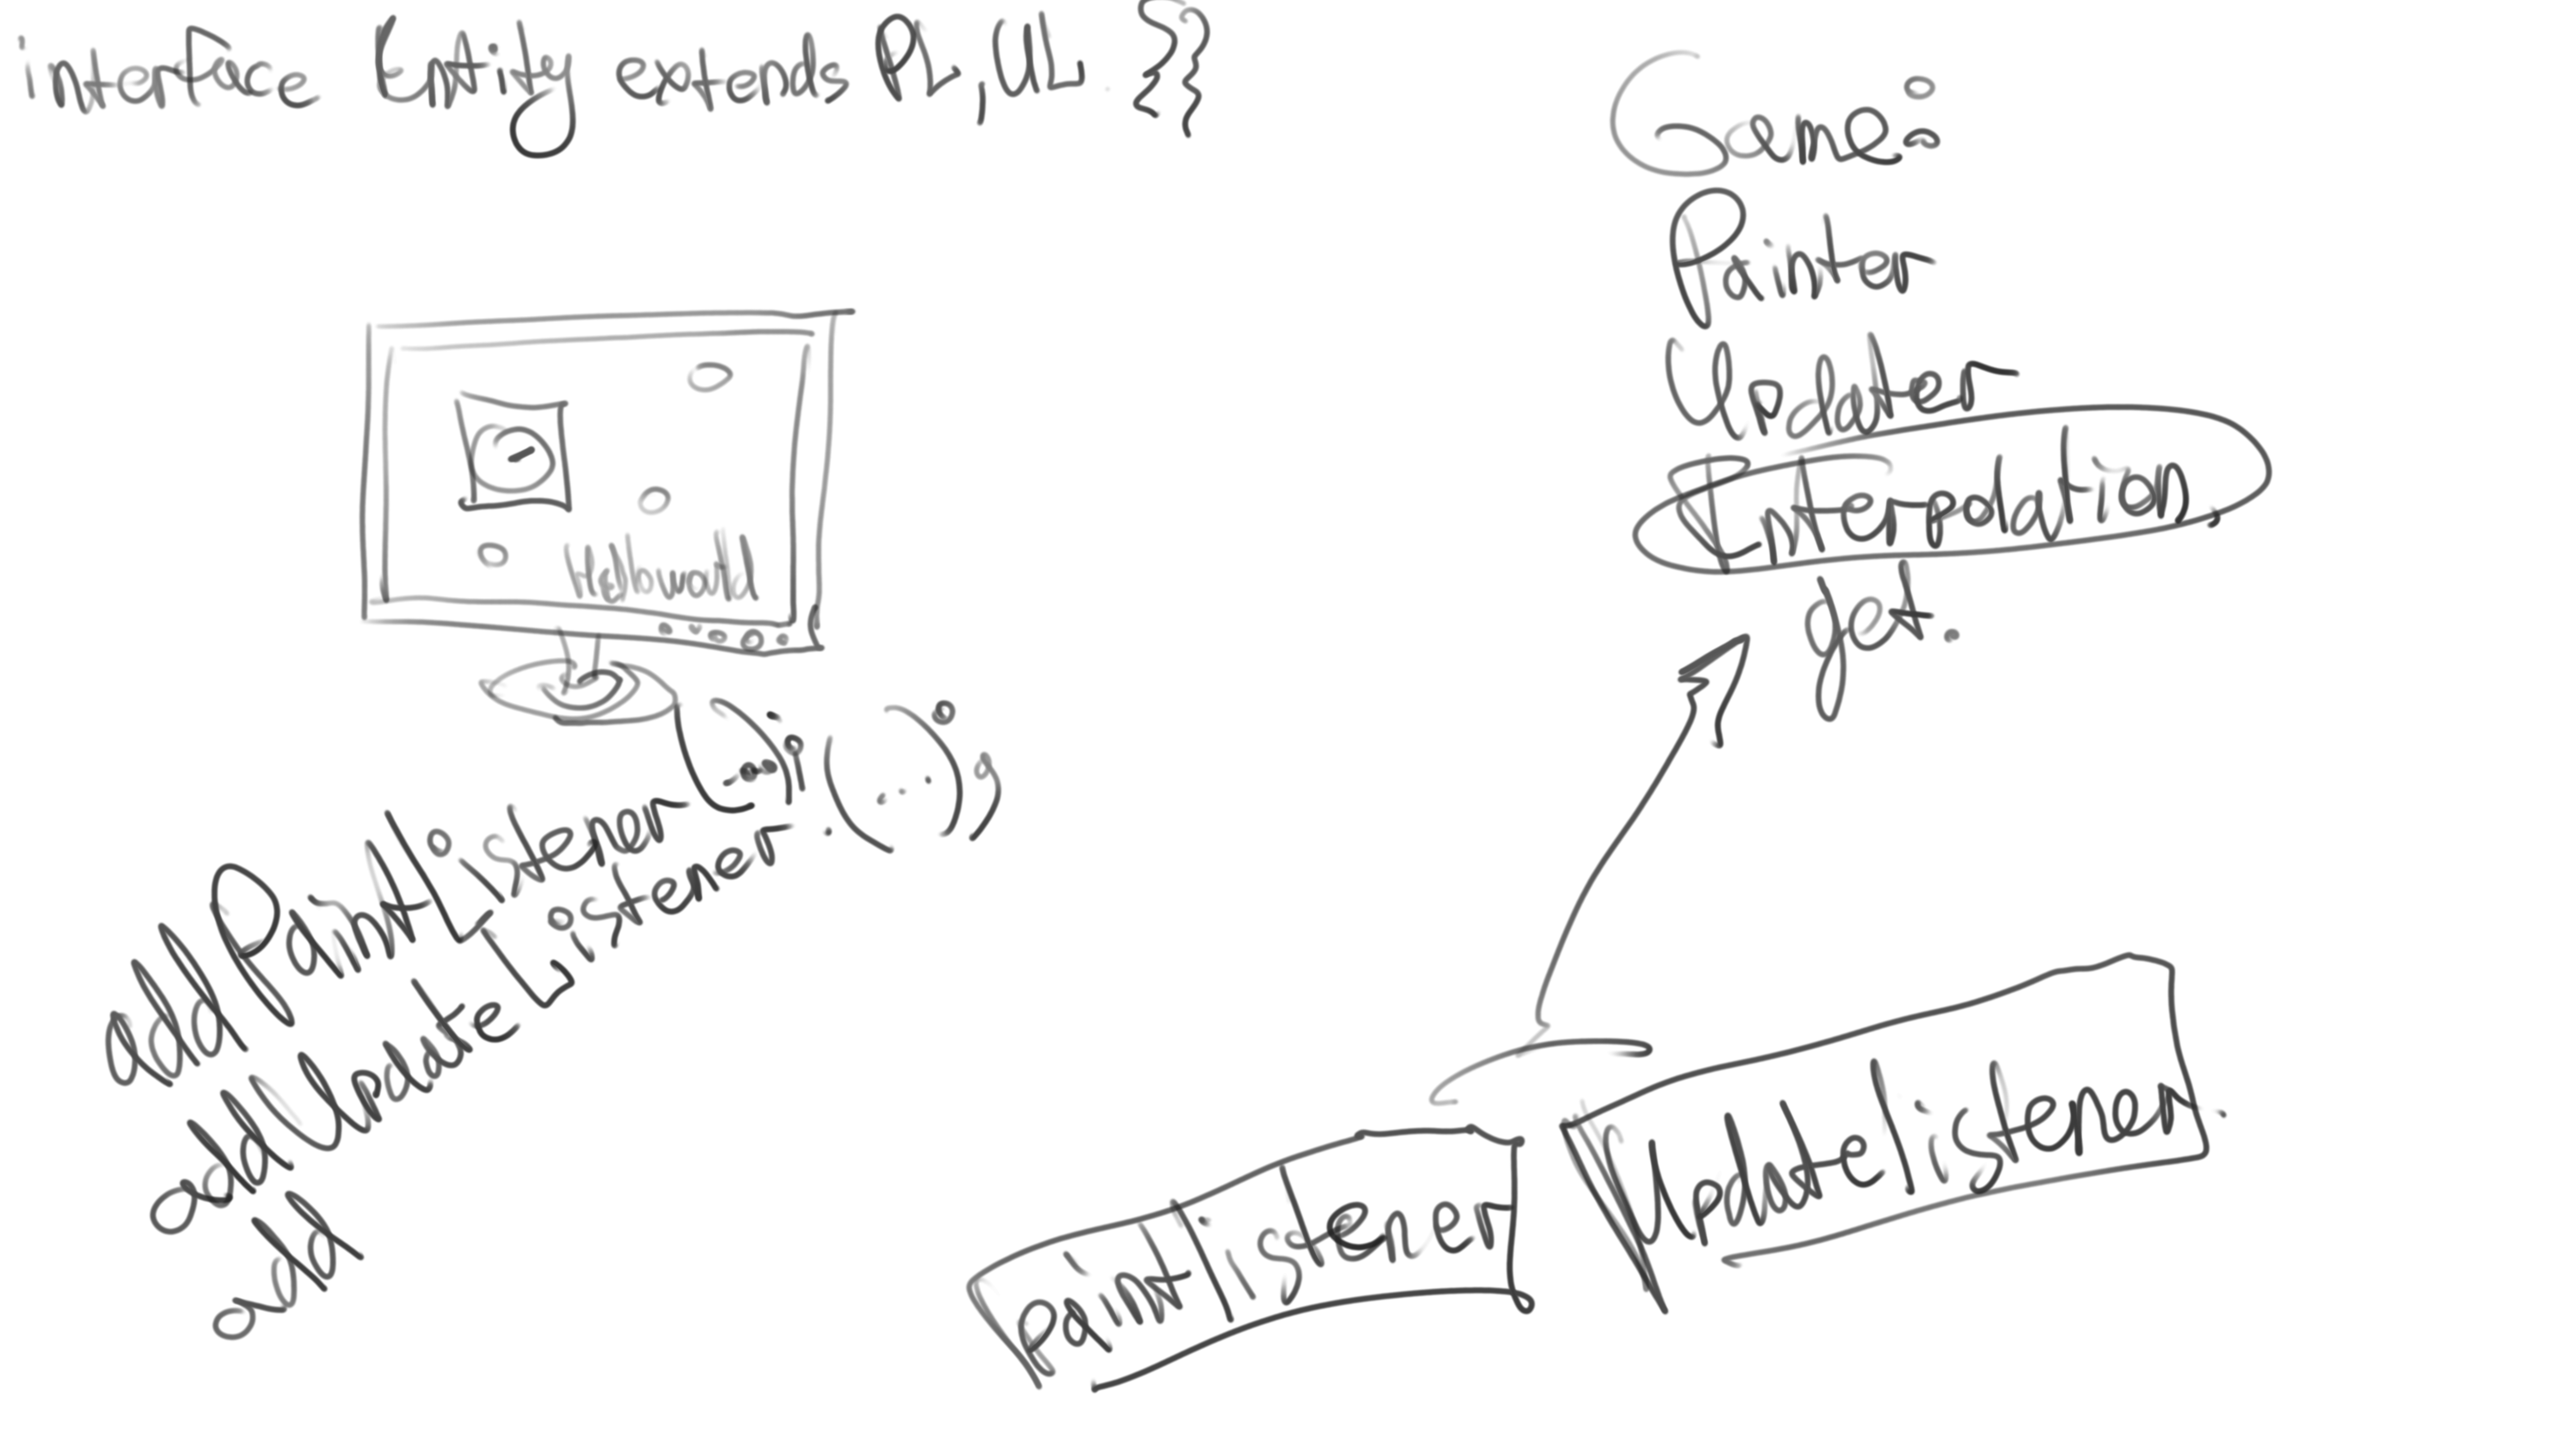 interface Entity extends PL, UL {}
Game:
Painter
Updater
Interpolation,
get.
Helloworld
addPaintListener(...);
addUpdateListener.(...);
add
paintlistener
Updatelistener.